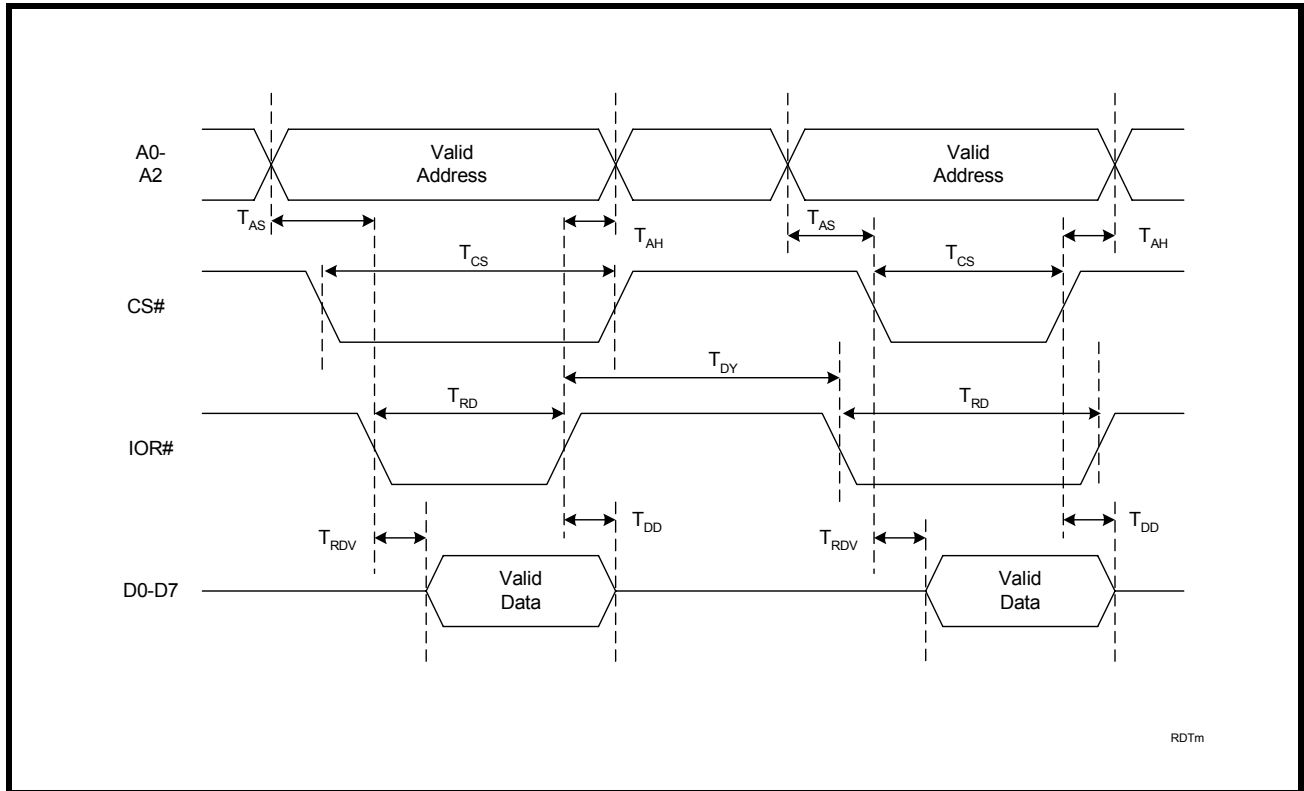 A0-
A2
Valid
Address
Valid
Address
TAS
TAH
TAS
TAH
CS#
TCS
TCS
TDY
IOR#
TRD
TRD
TRDV
TDD
TRDV
TDD
D0-D7
Valid
Data
Valid
Data
RDTm